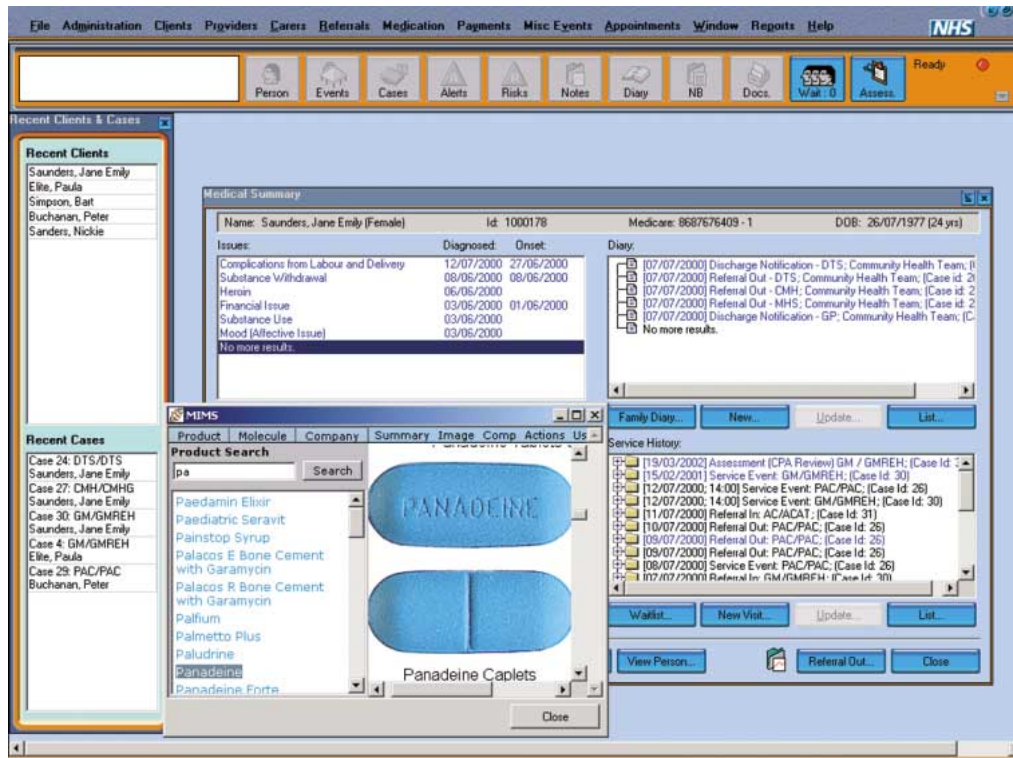 File Administration Clients Providers Carers Referrals Medication Payments Misc Events Appointments Window Reports Help NHS
Person Events Cases Alerts Risks Notes Diary NB Docs. Wait : 0 Assess. Ready
Recent Clients & Cases
Recent Clients
Saunders, Jane Emily
Elite, Paula
Simpson, Bart
Buchanan, Peter
Sanders, Nickie
Medical Summary
Name: Saunders, Jane Emily (Female) Id: 1000178 Medicare: 8687676409 - 1 DOB: 26/07/1977 (24 yrs)
Issues: Diagnosed: Onset:
Complications from Labour and Delivery 12/07/2000 27/06/2000
Substance Withdrawal 08/06/2000 08/06/2000
Heroin 06/06/2000
Financial Issue 03/06/2000 01/06/2000
Substance Use 03/06/2000
Mood (Affective Issue) 03/06/2000
No more results.
Diary:
[07/07/2000] Discharge Notification - DTS; Community Health Team;
[07/07/2000] Referral Out - DTS; Community Health Team; [Case id: 2
[07/07/2000] Referral Out - CMH; Community Health Team; [Case id: 2
[07/07/2000] Referral Out - MHS; Community Health Team; [Case id: 2
[07/07/2000] Discharge Notification - GP; Community Health Team;
No more results.
Family Diary... New... Update... List...
Service History:
[19/03/2002] Assessment (CPA Review) GM / GMREH; (Case Id:
[15/02/2001] Service Event: GM/GMREH; (Case Id: 30)
[12/07/2000; 14:00] Service Event: PAC/PAC; (Case Id: 26)
[12/07/2000; 14:00] Service Event: GM/GMREH; (Case Id: 30)
[11/07/2000] Referral In: AC/ACAT; (Case Id: 31)
[10/07/2000] Referral Out: PAC/PAC; (Case Id: 26)
[09/07/2000] Referral Out: PAC/PAC; (Case Id: 26)
[09/07/2000] Referral Out: PAC/PAC; (Case Id: 26)
[08/07/2000] Service Event: PAC/PAC; (Case Id: 26)
[07/07/2000] Referral In: GM/GMREH; (Case Id: 30)
Waitlist... New Visit... Update... List...
View Person... Referral Out... Close
Recent Cases
Case 24: DTS/DTS
Saunders, Jane Emily
Case 27: CMH/CMHG
Saunders, Jane Emily
Case 30: GM/GMREH
Saunders, Jane Emily
Case 4: GM/GMREH
Elite, Paula
Case 29: PAC/PAC
Buchanan, Peter
MIMS
Product Molecule Company Summary Image Comp Actions Us
Product Search
pa Search
Paedamin Elixir
Paediatric Seravit
Painstop Syrup
Palacos E Bone Cement
with Garamycin
Palacos R Bone Cement
with Garamycin
Palfium
Palmetto Plus
Paludrine
Panadeine
Panadeine Forte
PANADEINE
Panadeine Caplets
Close